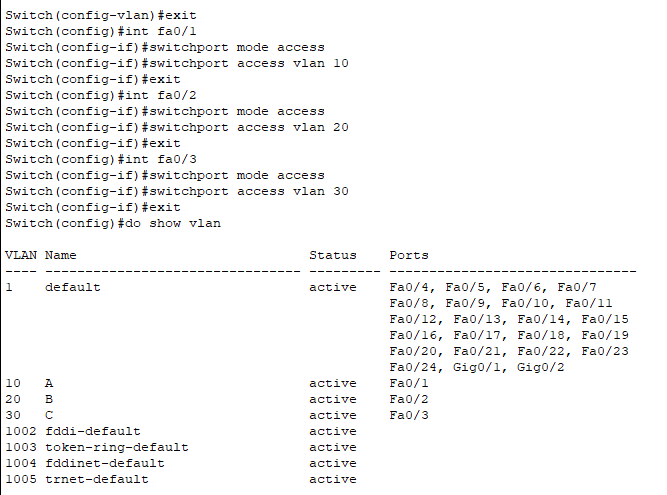 Switch(config-vlan)#exit
Switch(config)#int fa0/1
Switch(config-if)#switchport mode access
Switch(config-if)#switchport access vlan 10
Switch(config-if)#exit
Switch(config)#int fa0/2
Switch(config-if)#switchport mode access
Switch(config-if)#switchport access vlan 20
Switch(config-if)#exit
Switch(config)#int fa0/3
Switch(config-if)#switchport mode access
Switch(config-if)#switchport access vlan 30
Switch(config-if)#exit
Switch(config)#do show vlan

VLAN Name                             Status    Ports
---- -------------------------------- --------- -------------------------------
1    default                          active    Fa0/4, Fa0/5, Fa0/6, Fa0/7
                                                Fa0/8, Fa0/9, Fa0/10, Fa0/11
                                                Fa0/12, Fa0/13, Fa0/14, Fa0/15
                                                Fa0/16, Fa0/17, Fa0/18, Fa0/19
                                                Fa0/20, Fa0/21, Fa0/22, Fa0/23
                                                Fa0/24, Gig0/1, Gig0/2
10   A                                active    Fa0/1
20   B                                active    Fa0/2
30   C                                active    Fa0/3
1002 fddi-default                     active
1003 token-ring-default               active
1004 fddinet-default                  active
1005 trnet-default                    active